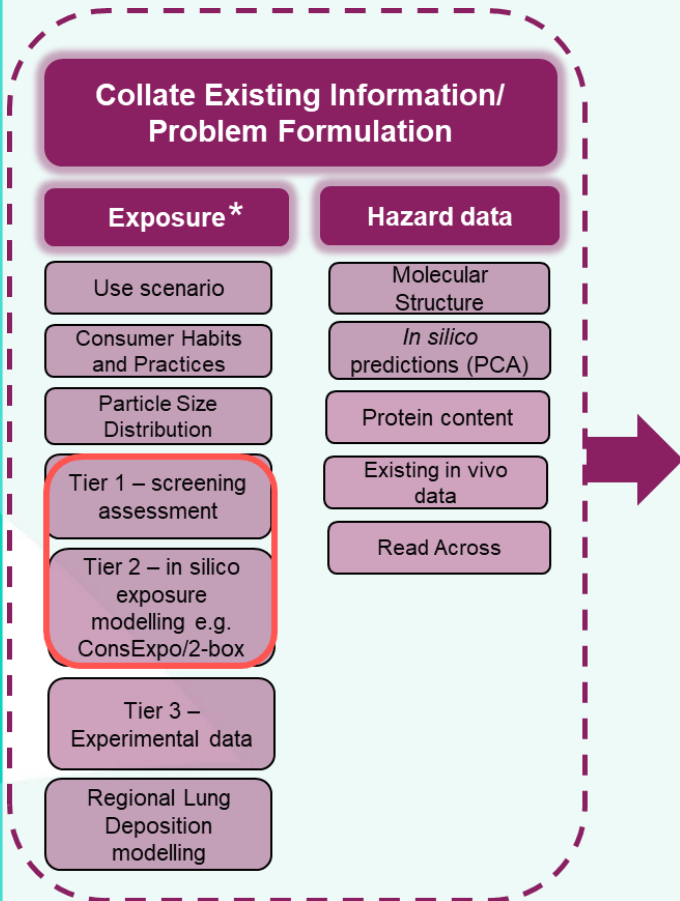 Collate Existing Information/
Problem Formulation
Exposure*
Use scenario
Consumer Habits
and Practices
Particle Size
Distribution
Tier 1 – screening
assessment
Tier 2 – in silico
exposure
modelling e.g.
ConsExpo/2-box
Tier 3 –
Experimental data
Regional Lung
Deposition
modelling
Hazard data
Molecular
Structure
In silico
predictions (PCA)
Protein content
Existing in vivo
data
Read Across